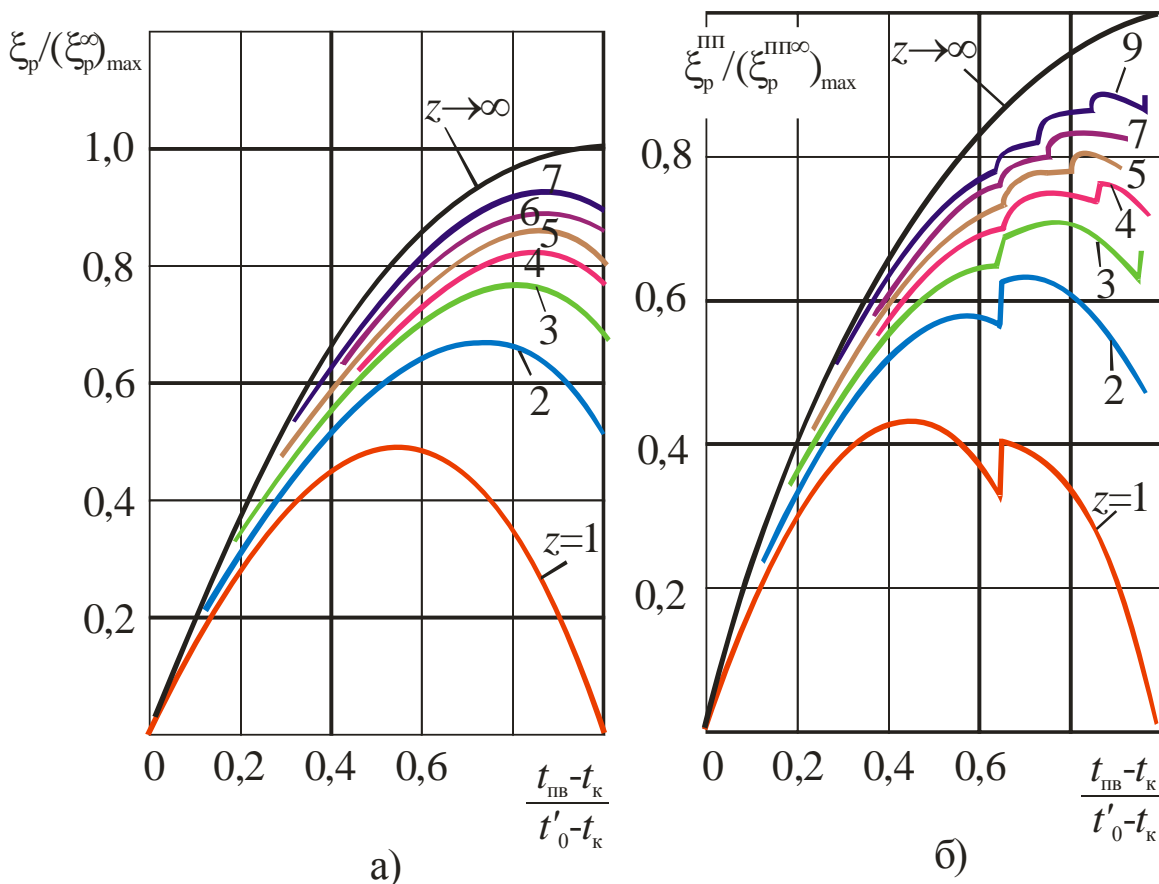 ξр/(ξр∞)max
z→∞
1,0
7
6
5
0,8
4
3
0,6
2
0,4
z=1
0,2
0 0,2 0,4 0,6
tпв-tк
t'0-tк
а)
ξрпп/(ξрпп∞)max
z→∞
9
7
0,8
5
4
3
0,6
2
0,4
z=1
0,2
0 0,2 0,4 0,6
tпв-tк
t'0-tк
б)